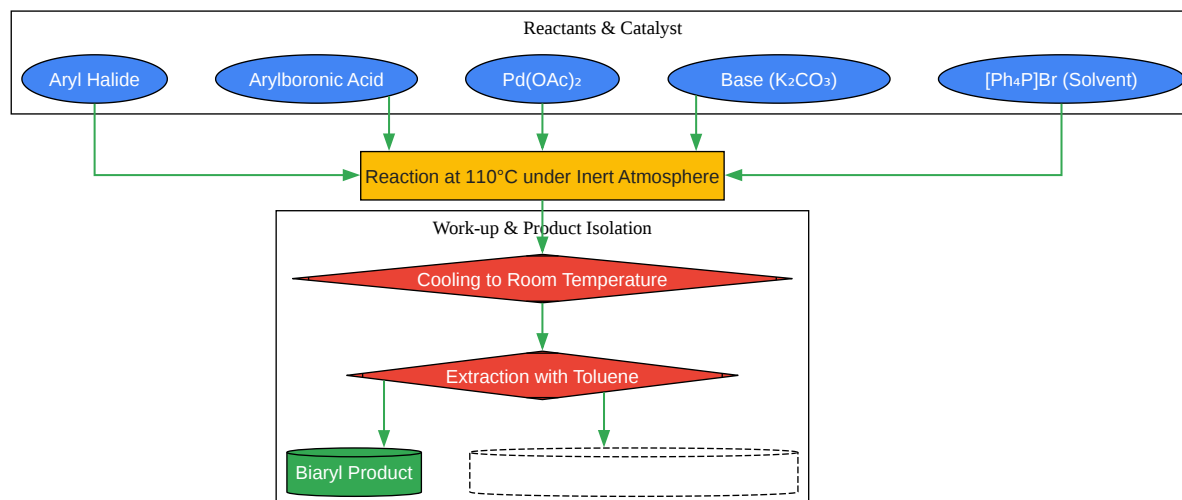 Reactants & Catalyst
Aryl Halide
Arylboronic Acid
Pd(OAc)₂
Base (K₂CO₃)
[Ph₄P]Br (Solvent)
Reaction at 110°C under Inert Atmosphere
Work-up & Product Isolation
Cooling to Room Temperature
Extraction with Toluene
Biaryl Product